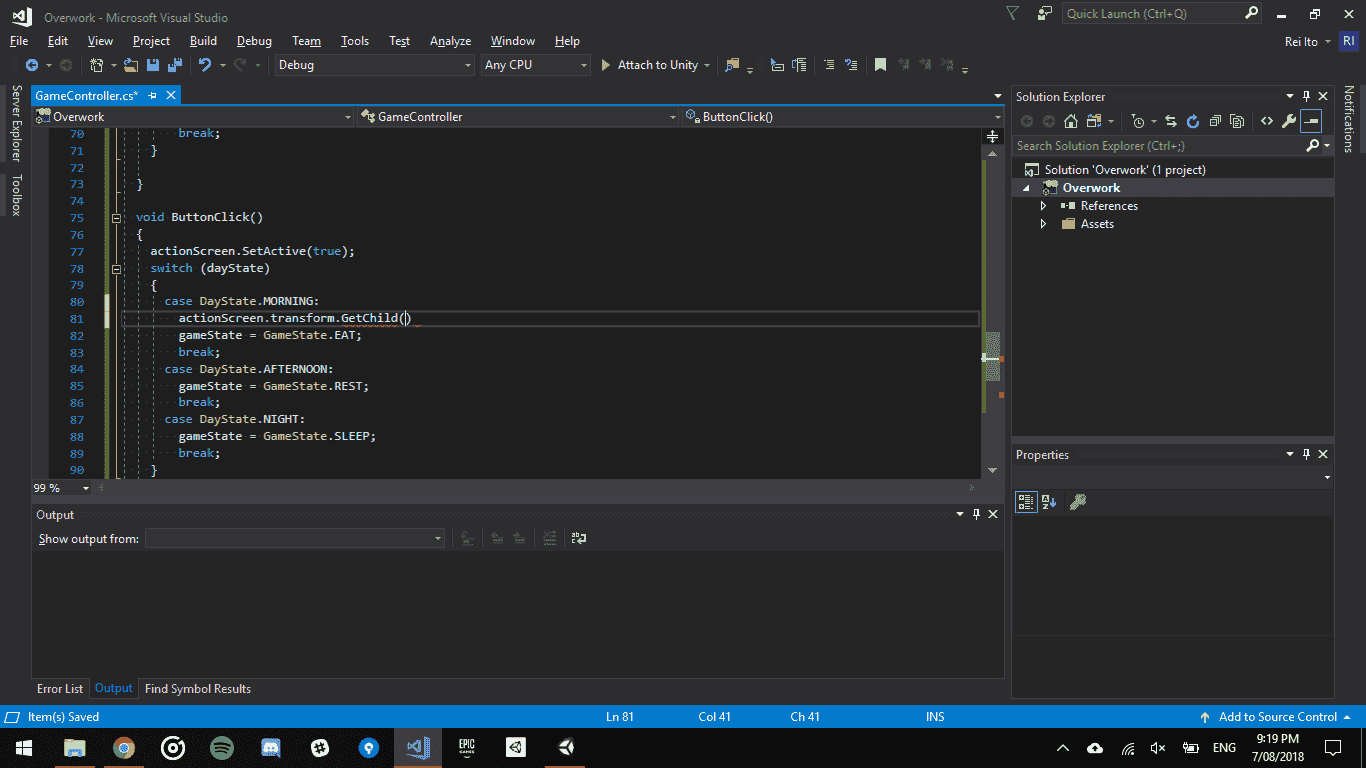 Overwork - Microsoft Visual Studio
Quick Launch (Ctrl+Q)
File Edit View Project Build Debug Team Tools Test Analyze Window Help
Rei Ito RI
Debug Any CPU Attach to Unity
Server Explorer
Toolbox
GameController.cs*
Overwork GameController ButtonClick()
70 break;
71 }
72
73 }
74
75 void ButtonClick()
76 {
77 actionScreen.SetActive(true);
78 switch (dayState)
79 {
80 case DayState.MORNING:
81 actionScreen.transform.GetChild()
82 gameState = GameState.EAT;
83 break;
84 case DayState.AFTERNOON:
85 gameState = GameState.REST;
86 break;
87 case DayState.NIGHT:
88 gameState = GameState.SLEEP;
89 break;
90 }
99 %
Output
Show output from:
Error List Output Find Symbol Results
Solution Explorer
Search Solution Explorer (Ctrl+;)
Solution 'Overwork' (1 project)
Overwork
References
Assets
Properties
Notifications
Item(s) Saved Ln 81 Col 41 Ch 41 INS Add to Source Control
EPIC
GAMES
ENG
9:19 PM
7/08/2018